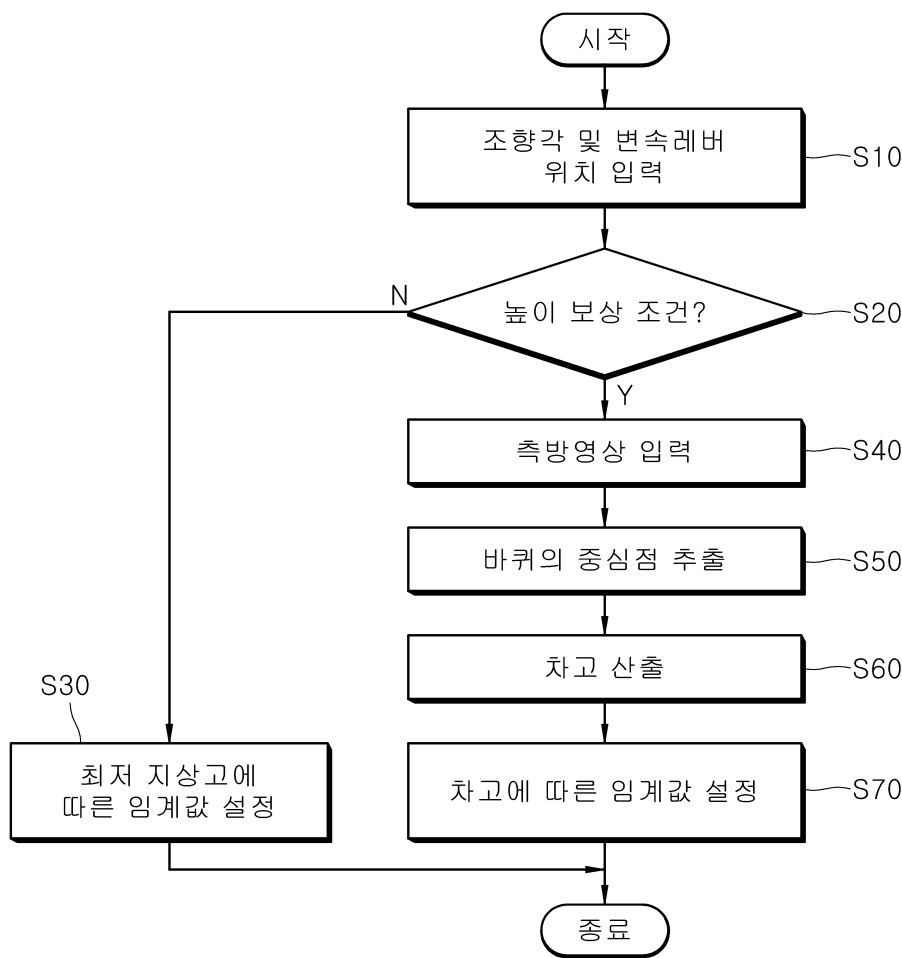 시작
조향각 및 변속레버
위치 입력
S10
높이 보상 조건?
S20
N
Y
측방영상 입력
S40
바퀴의 중심점 추출
S50
차고 산출
S60
S30
최저 지상고에
따른 임계값 설정
차고에 따른 임계값 설정
S70
종료